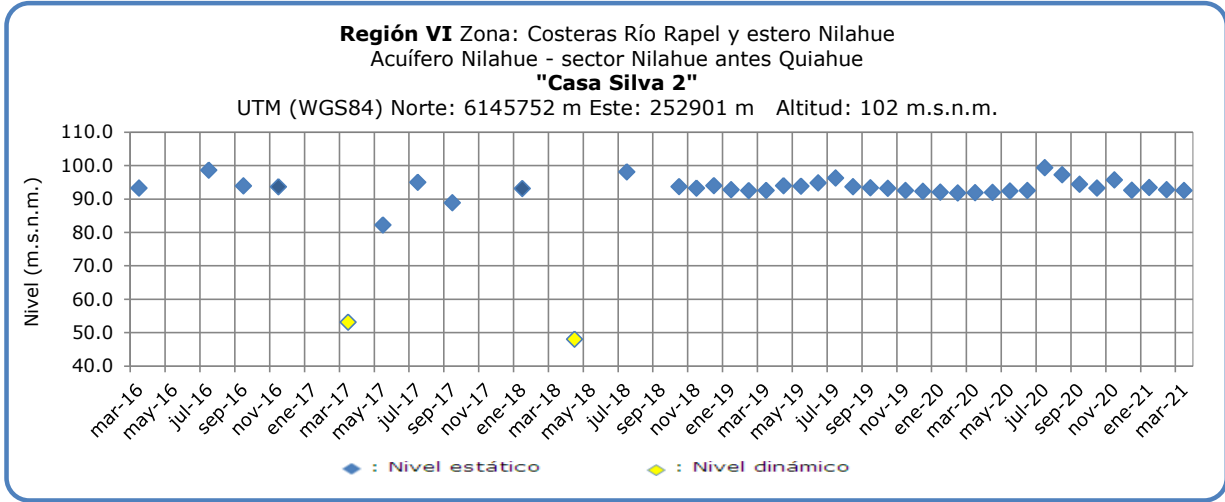 Región VI Zona: Costeras Río Rapel y estero Nilahue
Acuífero Nilahue - sector Nilahue antes Quiahue
"Casa Silva 2"
UTM (WGS84) Norte: 6145752 m Este: 252901 m Altitud: 102 m.s.n.m.
Nivel (m.s.n.m.)
110.0
100.0
90.0
80.0
70.0
60.0
50.0
40.0
mar-16
may-16
jul-16
sep-16
nov-16
ene-17
mar-17
may-17
jul-17
sep-17
nov-17
ene-18
mar-18
may-18
jul-18
sep-18
nov-18
ene-19
mar-19
may-19
jul-19
sep-19
nov-19
ene-20
mar-20
may-20
jul-20
sep-20
nov-20
ene-21
mar-21
: Nivel estático
: Nivel dinámico